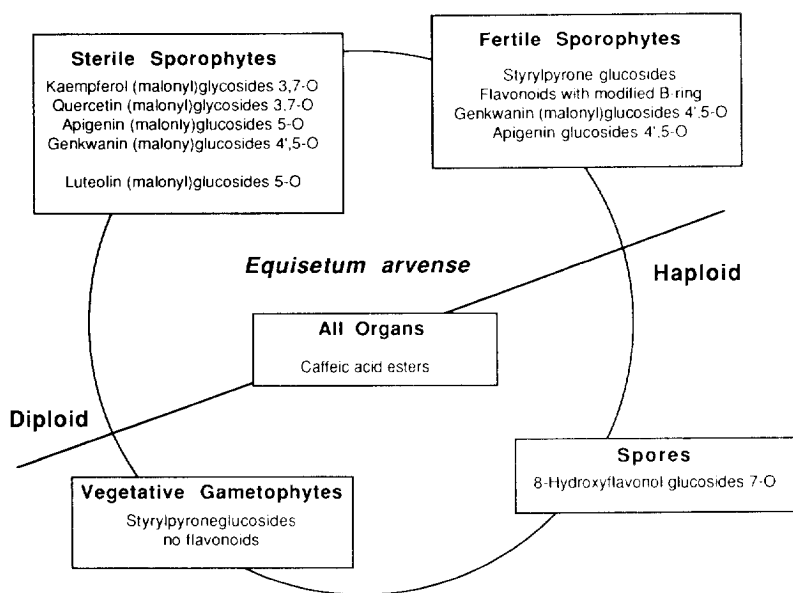 Sterile Sporophytes
Kaempferol (malonyl)glycosides 3,7-O
Quercetin (malonyl)glycosides 3.7-O
Apigenin (malonly)glucosides 5-O
Genkwanin (malony)glucosides 4',5-O
Luteolin (malonyl)glucosides 5-O
Fertile Sporophytes
Styrylpyrone glucosides
Flavonoids with modified B-ring
Genkwanin (malonyl)glucosides 4'.5-O
Apigenin glucosides 4'.5-O
Equisetum arvense
Haploid
All Organs
Caffeic acid esters
Diploid
Vegetative Gametophytes
Styrylpyroneglucosides
no flavonoids
Spores
8-Hydroxyflavonol glucosides 7-O